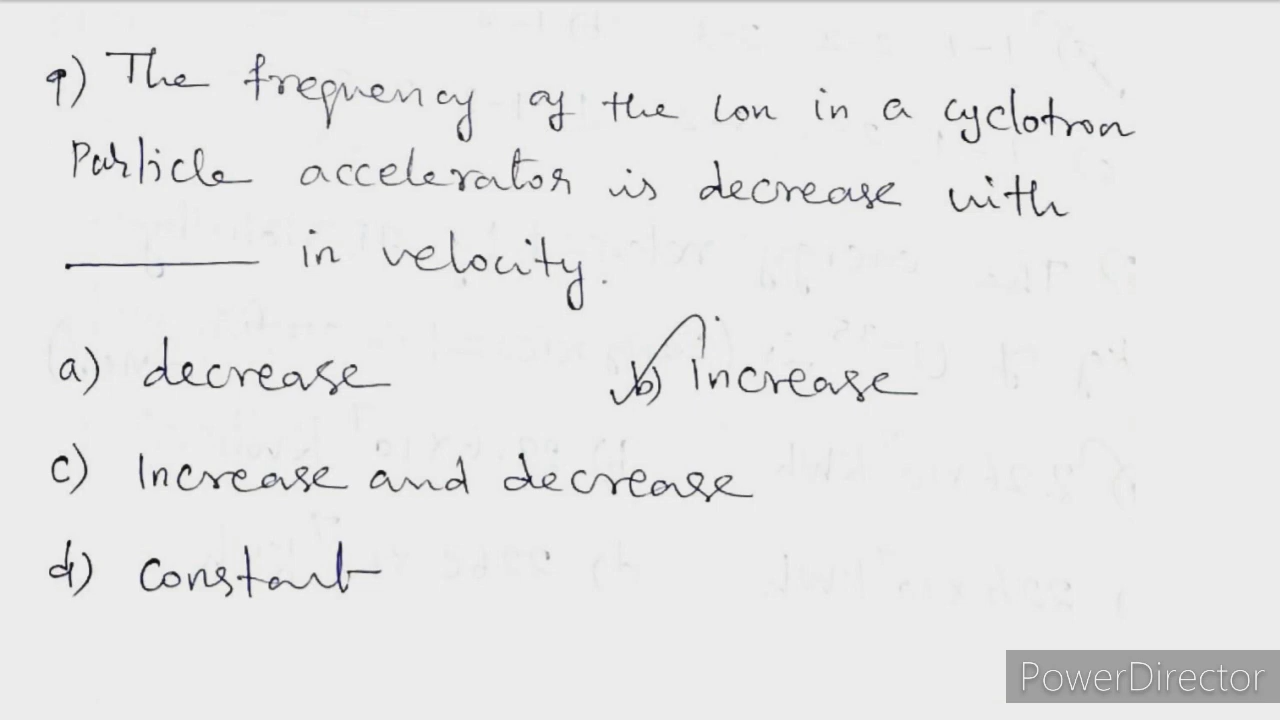 9) The frequency of the ion in a cyclotron
Particle accelerator is decrease with
in velocity.
a) decrease
b) increase
c) Increase and decrease
d) constant
PowerDirector